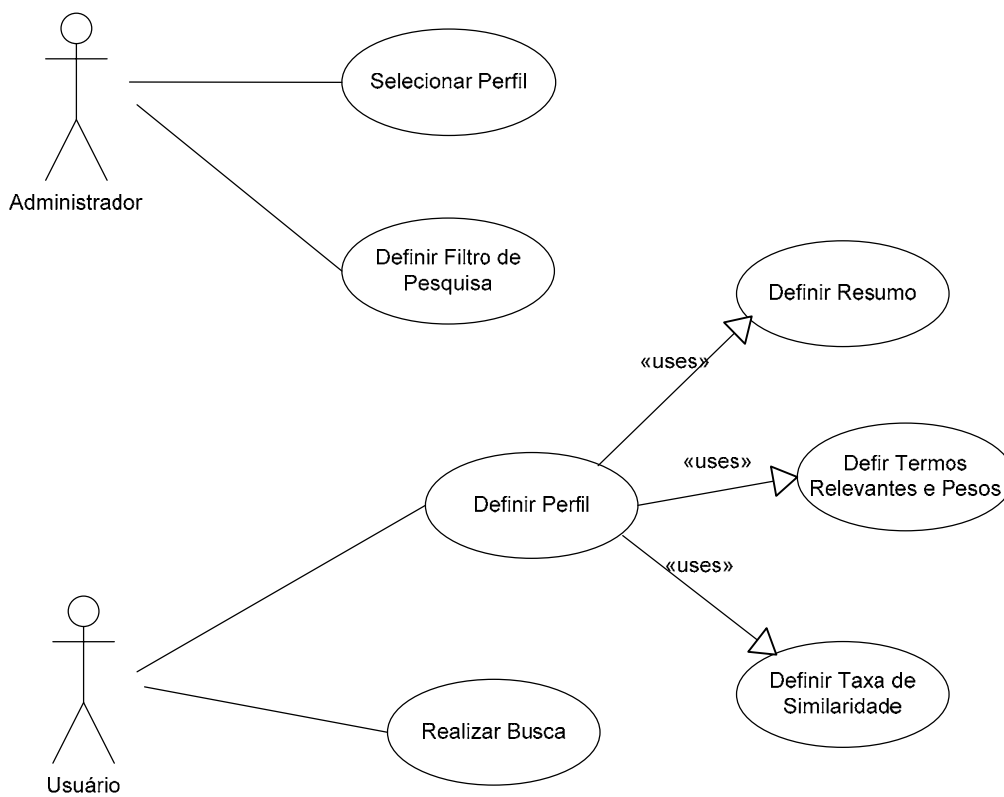 Selecionar Perfil
Administrador
Definir Filtro de
Pesquisa
Definir Resumo
«uses»
«uses»
Defir Termos
Relevantes e Pesos
Definir Perfil
«uses»
Definir Taxa de
Similaridade
Realizar Busca
Usuário